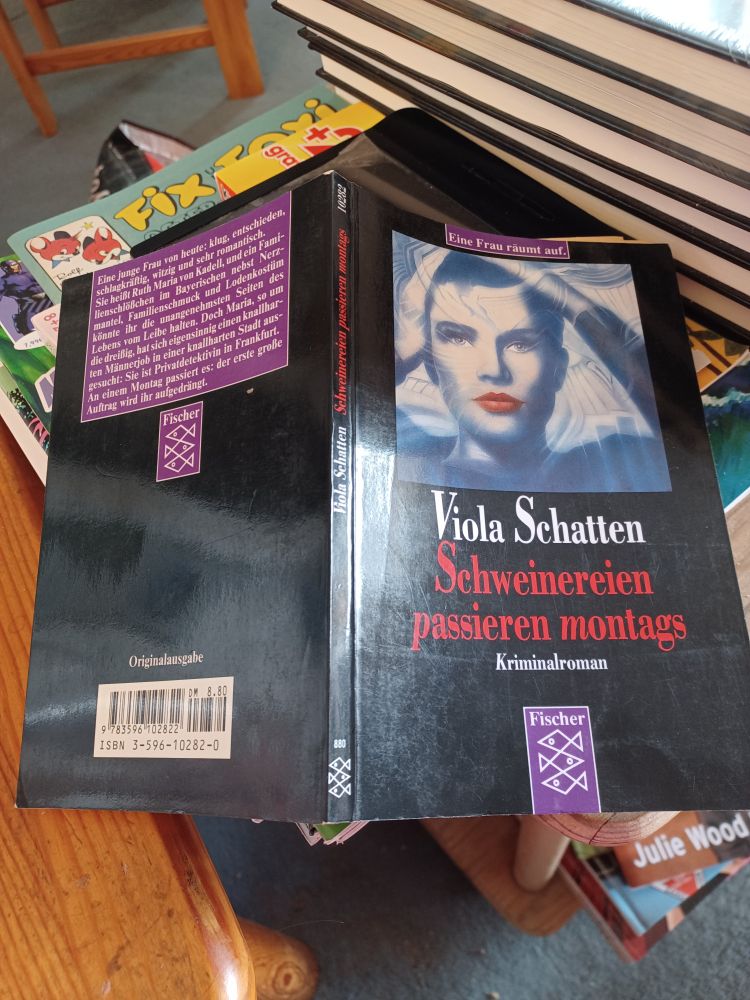 Eine Frau räumt auf.
Viola Schatten
Schweinereien
passieren montags
Kriminalroman
Fischer
10282
Viola Schatten Schweinereien passieren montags
880
Eine junge Frau von heute: klug, entschieden,
schlagkräftig, witzig und sehr romantisch.
Sie heißt Ruth Maria von Kadell, und ein Fami-
lienschlößchen im Bayerischen nebst Nerz-
mantel, Familienschmuck und Lodenkostüm
könnte ihr die unangenehmsten Seiten des
Lebens vom Leibe halten. Doch Maria, so um
die dreißig, hat sich eigensinnig einen knallhar-
ten Männerjob in einer knallharten Stadt aus-
gesucht: Sie ist Privatdetektivin in Frankfurt.
An einem Montag passiert es: der erste große
Auftrag wird ihr aufgedrängt.
Fischer
Originalausgabe
DM 8.80
9 783596 102822
ISBN 3-596-10282-0
Fix
Foxi
Julie Wood